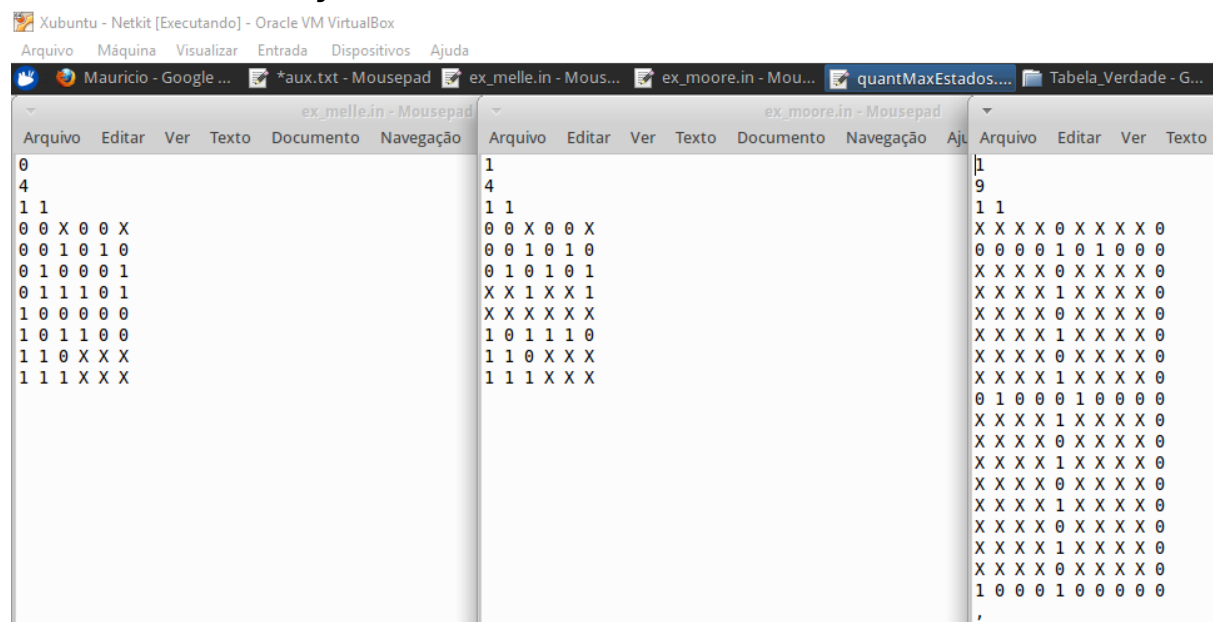 Xubuntu - Netkit [Executando] - Oracle VM VirtualBox
Arquivo Máquina Visualizar Entrada Dispositivos Ajuda
Mauricio - Google ... *aux.txt - Mousepad ex_melle.in - Mous... ex_moore.in - Mou... quantMaxEstados.... Tabela_Verdade - G...
ex_melle.in - Mousepad
Arquivo Editar Ver Texto Documento Navegação
0
4
1 1
0 0 X 0 0 X
0 0 1 0 1 0
0 1 0 0 0 1
0 1 1 1 0 1
1 0 0 0 0 0
1 0 1 1 0 0
1 1 0 X X X
1 1 1 X X X
ex_moore.in - Mousepad
Arquivo Editar Ver Texto Documento Navegação Aju
1
4
1 1
0 0 X 0 0 X
0 0 1 0 1 0
0 1 0 1 0 1
X X 1 X X 1
X X X X X X
1 0 1 1 1 0
1 1 0 X X X
1 1 1 X X X
Arquivo Editar Ver Texto
1
9
1 1
X X X X 0 X X X X 0
0 0 0 0 1 0 1 0 0 0
X X X X 0 X X X X 0
X X X X 1 X X X X 0
X X X X 0 X X X X 0
X X X X 1 X X X X 0
X X X X 0 X X X X 0
X X X X 1 X X X X 0
0 1 0 0 0 1 0 0 0 0
X X X X 1 X X X X 0
X X X X 0 X X X X 0
X X X X 1 X X X X 0
X X X X 0 X X X X 0
X X X X 1 X X X X 0
X X X X 0 X X X X 0
X X X X 1 X X X X 0
X X X X 0 X X X X 0
1 0 0 0 1 0 0 0 0 0
,